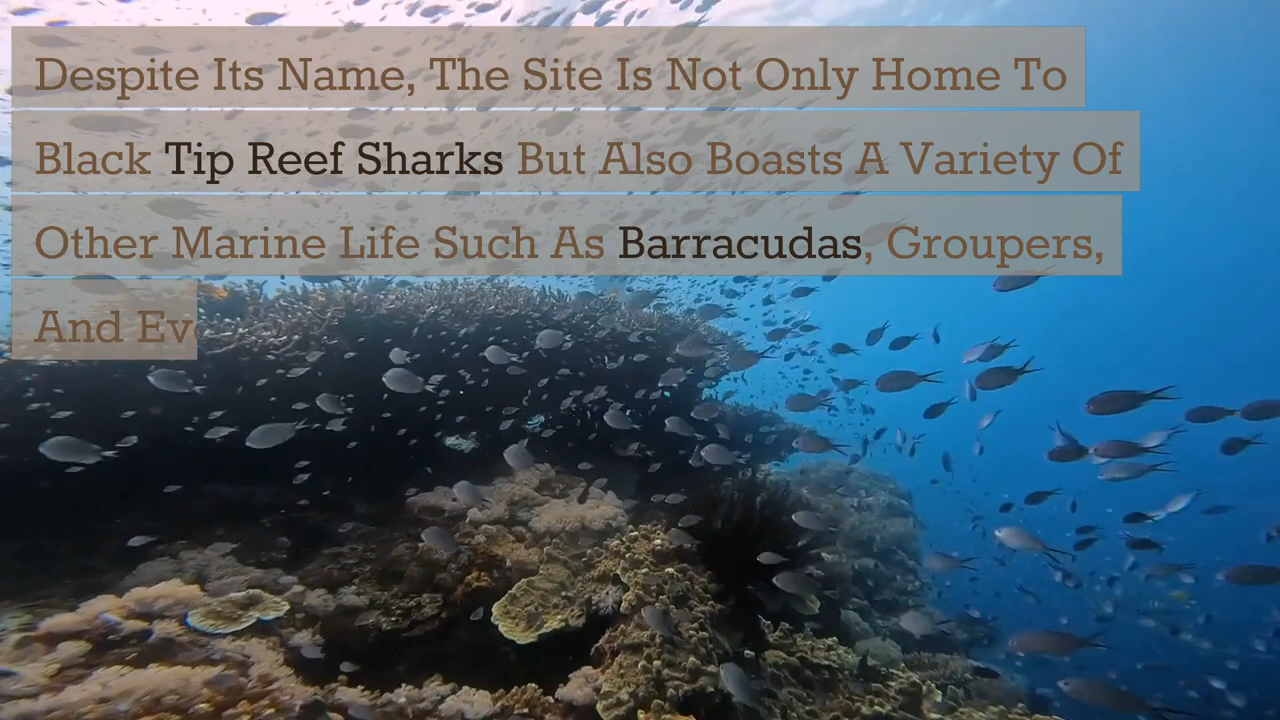 Despite Its Name, The Site Is Not Only Home To
Black Tip Reef Sharks But Also Boasts A Variety Of
Other Marine Life Such As Barracudas, Groupers,
And Eve